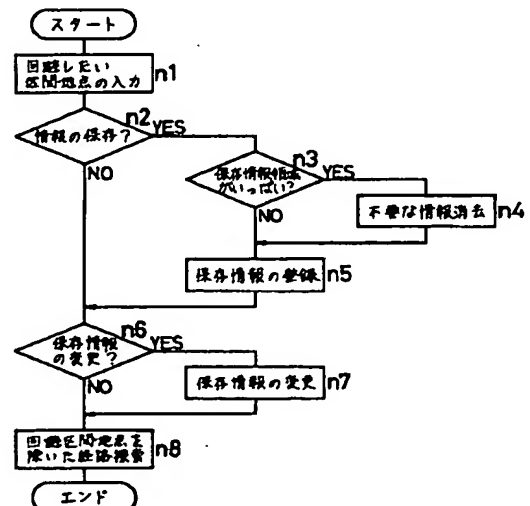 スタート
回避したい
区間地点の入力
n1
n2
情報の保存?
YES
NO
n3
保存情報
がいっぱい?
YES
NO
不要な情報消去
n4
保存情報の登録
n5
n6
保存情報
の変更?
YES
NO
保存情報の変更
n7
回避区間地点を
除いた経路探索
n8
エンド